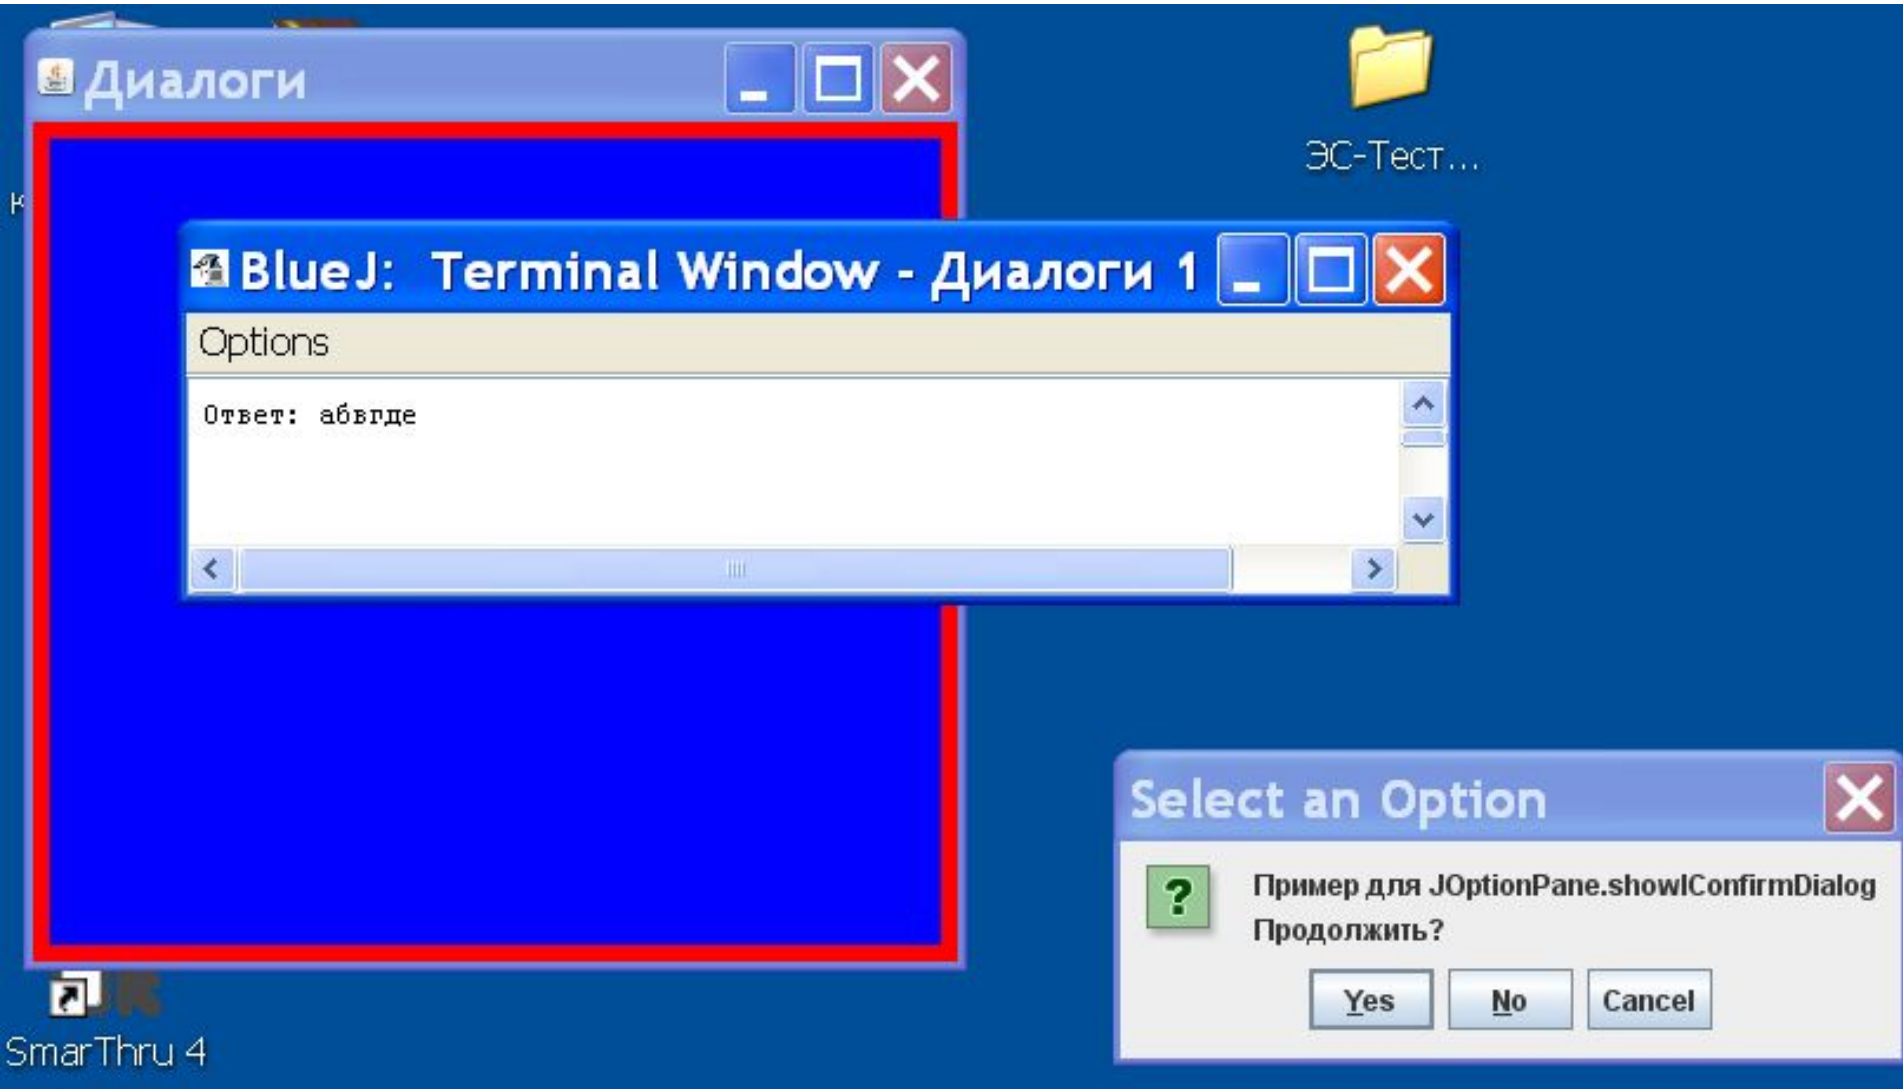 Диалоги
ЭС-Тест...
BlueJ: Terminal Window - Диалоги 1
Options
Ответ: абвгде
Select an Option
Пример для JOptionPane.showIConfirmDialog
Продолжить?
Yes No Cancel
SmarThru 4